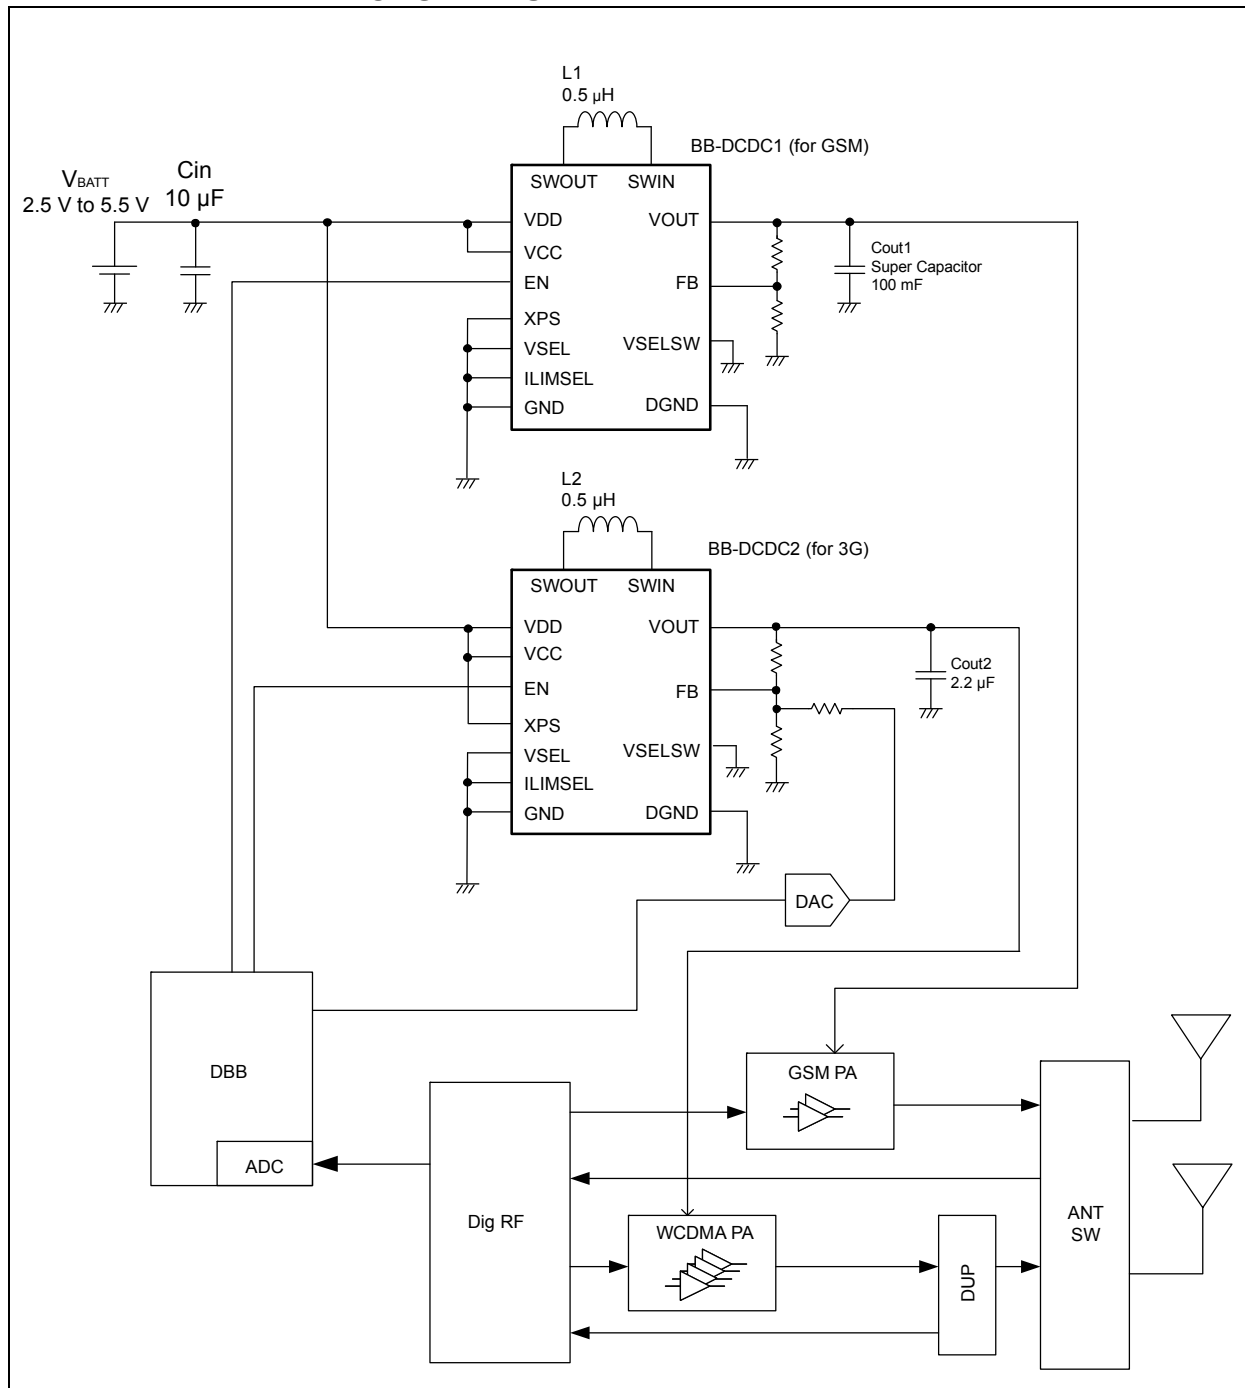 L1
0.5 µH
BB-DCDC1 (for GSM)
VBATT
2.5 V to 5.5 V
Cin
10 µF
SWOUT
SWIN
VDD
VCC
EN
XPS
VSEL
ILIMSEL
GND
VOUT
FB
VSELSW
DGND
Cout1
Super Capacitor
100 mF
L2
0.5 µH
BB-DCDC2 (for 3G)
SWOUT
SWIN
VDD
VCC
EN
XPS
VSEL
ILIMSEL
GND
VOUT
FB
VSELSW
DGND
Cout2
2.2 µF
DAC
DBB
ADC
Dig RF
GSM PA
WCDMA PA
DUP
ANT
SW